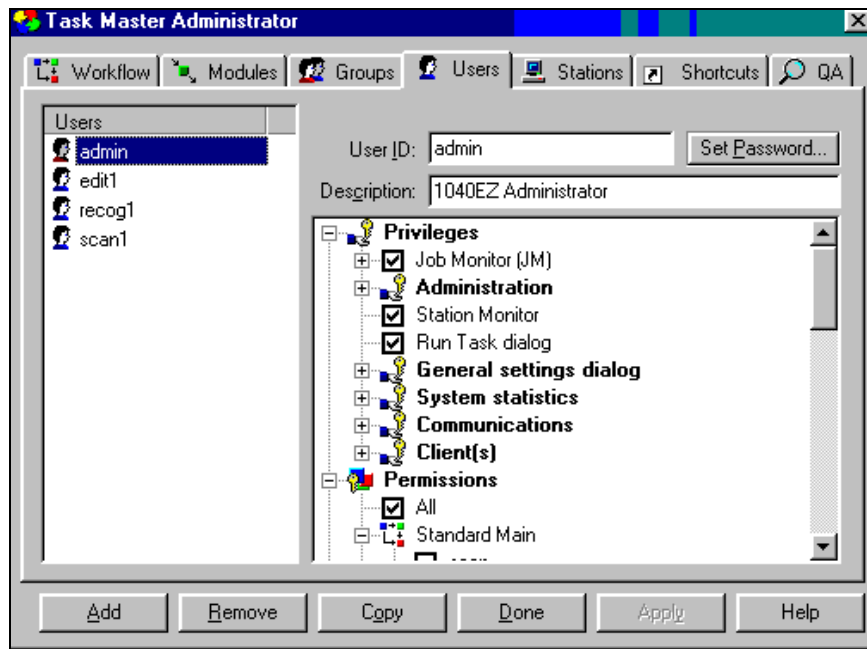 Task Master Administrator
Workflow Modules Groups Users Stations Shortcuts QA
Users
admin
edit1
recog1
scan1
User ID: admin Set Password...
Description: 1040EZ Administrator
Privileges
Job Monitor (JM)
Administration
Station Monitor
Run Task dialog
General settings dialog
System statistics
Communications
Client(s)
Permissions
All
Standard Main
Add Remove Copy Done Apply Help